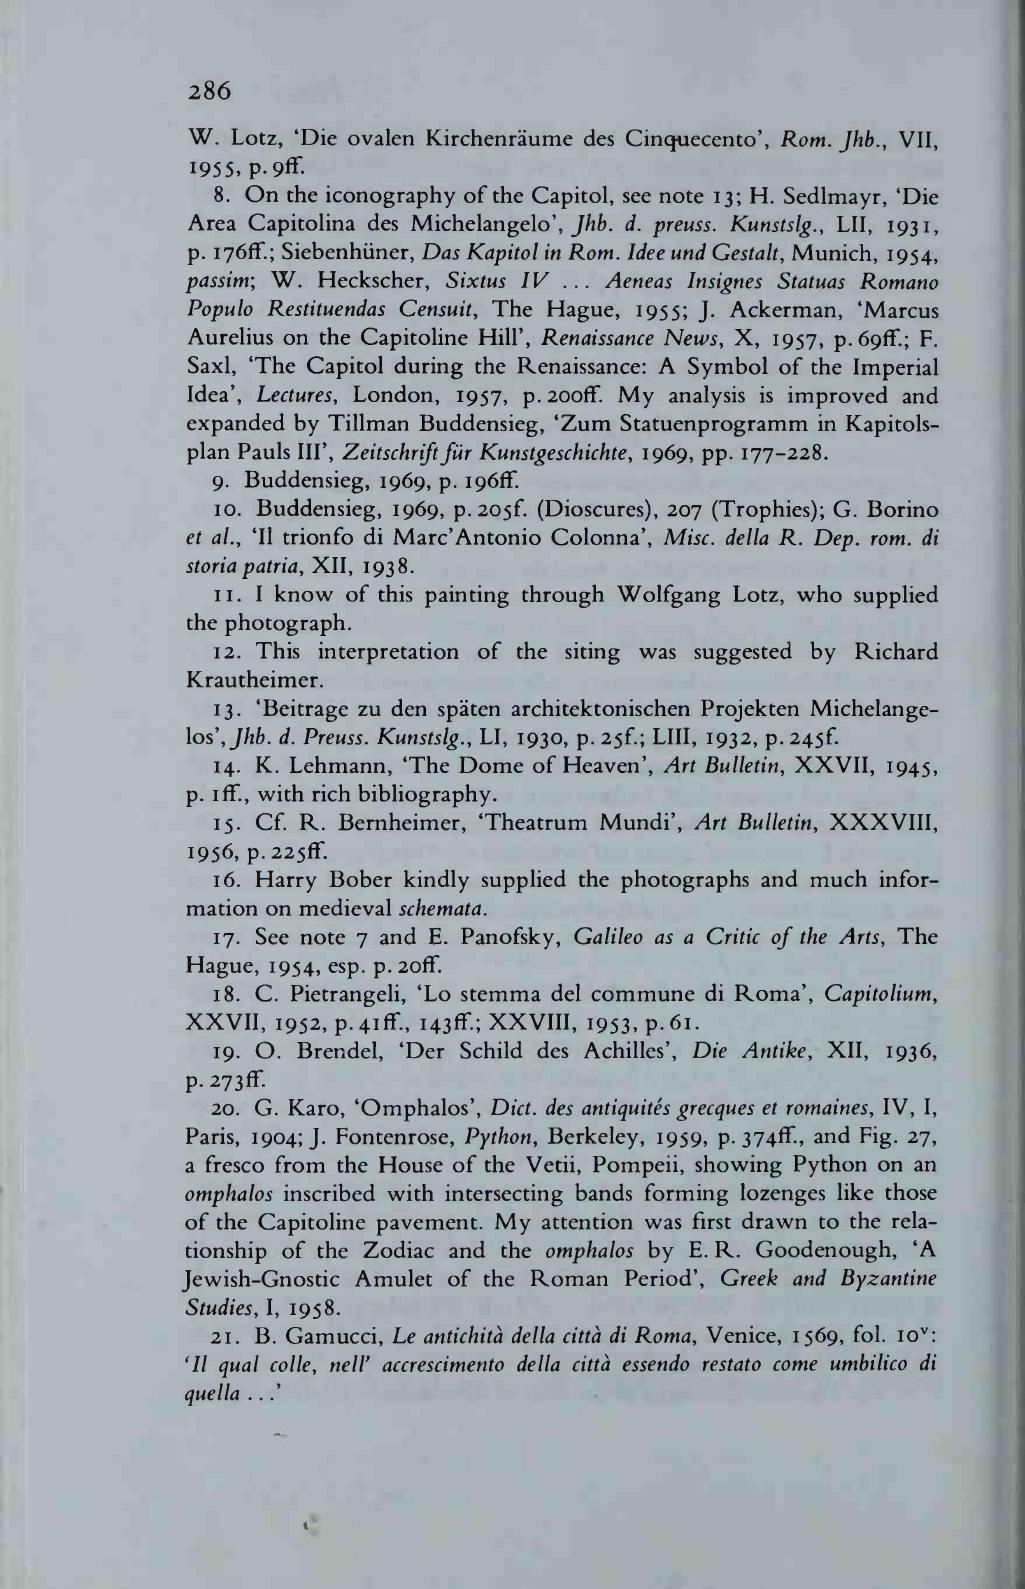 286
W. Lotz, ‘Die ovalen Kirchenräume des Cinquecento’, Rom. Jhb., VII,
1955, p. 9ff.
8. On the iconography of the Capitol, see note 13; H. Sedlmayr, ‘Die
Area Capitolina des Michelangelo’, Jhb. d. preuss. Kunstslg., LII, 1931,
p. 176ff.; Siebenhüner, Das Kapitol in Rom. Idee und Gestalt, Munich, 1954,
passim; W. Heckscher, Sixtus IV ... Aeneas Insignes Statuas Romano
Populo Restituendas Censuit, The Hague, 1955; J. Ackerman, ‘Marcus
Aurelius on the Capitoline Hill’, Renaissance News, X, 1957, p. 69ff.; F.
Saxl, ‘The Capitol during the Renaissance: A Symbol of the Imperial
Idea’, Lectures, London, 1957, p. 200ff. My analysis is improved and
expanded by Tillman Buddensieg, ‘Zum Statuenprogramm in Kapitols-
plan Pauls III’, Zeitschrift für Kunstgeschichte, 1969, pp. 177–228.
9. Buddensieg, 1969, p. 196ff.
10. Buddensieg, 1969, p. 205f. (Dioscures), 207 (Trophies); G. Borino
et al., ‘Il trionfo di Marc’Antonio Colonna’, Misc. della R. Dep. rom. di
storia patria, XII, 1938.
11. I know of this painting through Wolfgang Lotz, who supplied
the photograph.
12. This interpretation of the siting was suggested by Richard
Krautheimer.
13. ‘Beitrage zu den späten architektonischen Projekten Michelange-
los’, Jhb. d. Preuss. Kunstslg., LI, 1930, p. 25f.; LIII, 1932, p. 245f.
14. K. Lehmann, ‘The Dome of Heaven’, Art Bulletin, XXVII, 1945,
p. 1ff., with rich bibliography.
15. Cf. R. Bernheimer, ‘Theatrum Mundi’, Art Bulletin, XXXVIII,
1956, p. 225ff.
16. Harry Bober kindly supplied the photographs and much infor-
mation on medieval schemata.
17. See note 7 and E. Panofsky, Galileo as a Critic of the Arts, The
Hague, 1954, esp. p. 20ff.
18. C. Pietrangeli, ‘Lo stemma del commune di Roma’, Capitolium,
XXVII, 1952, p. 41ff., 143ff.; XXVIII, 1953, p. 61.
19. O. Brendel, ‘Der Schild des Achilles’, Die Antike, XII, 1936,
p. 273ff.
20. G. Karo, ‘Omphalos’, Dict. des antiquités grecques et romaines, IV, I,
Paris, 1904; J. Fontenrose, Python, Berkeley, 1959, p. 374ff., and Fig. 27,
a fresco from the House of the Vetii, Pompeii, showing Python on an
omphalos inscribed with intersecting bands forming lozenges like those
of the Capitoline pavement. My attention was first drawn to the rela-
tionship of the Zodiac and the omphalos by E. R. Goodenough, ‘A
Jewish-Gnostic Amulet of the Roman Period’, Greek and Byzantine
Studies, I, 1958.
21. B. Gamucci, Le antichità della città di Roma, Venice, 1569, fol. 10ᵛ:
‘Il qual colle, nell’ accrescimento della città essendo restato come umbilico di
quella ...’